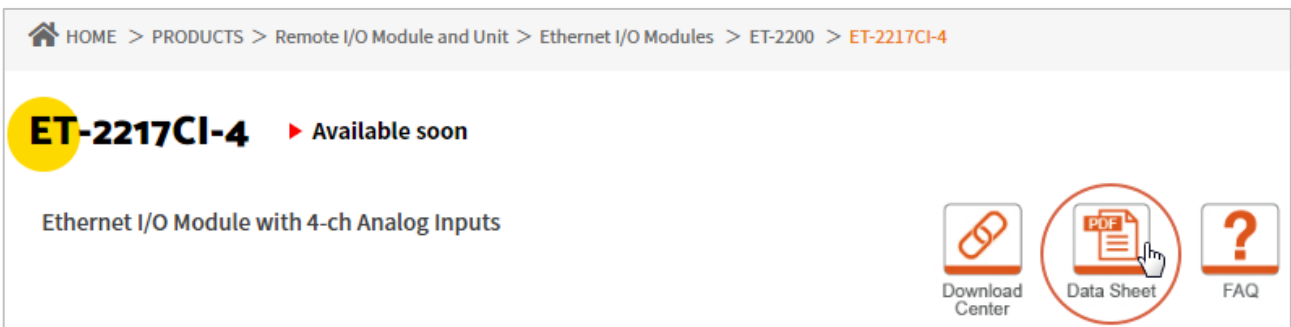 HOME > PRODUCTS > Remote I/O Module and Unit > Ethernet I/O Modules > ET-2200 > ET-2217CI-4
ET-2217CI-4 Available soon
Ethernet I/O Module with 4-ch Analog Inputs
PDF ?
Download Center Data Sheet FAQ